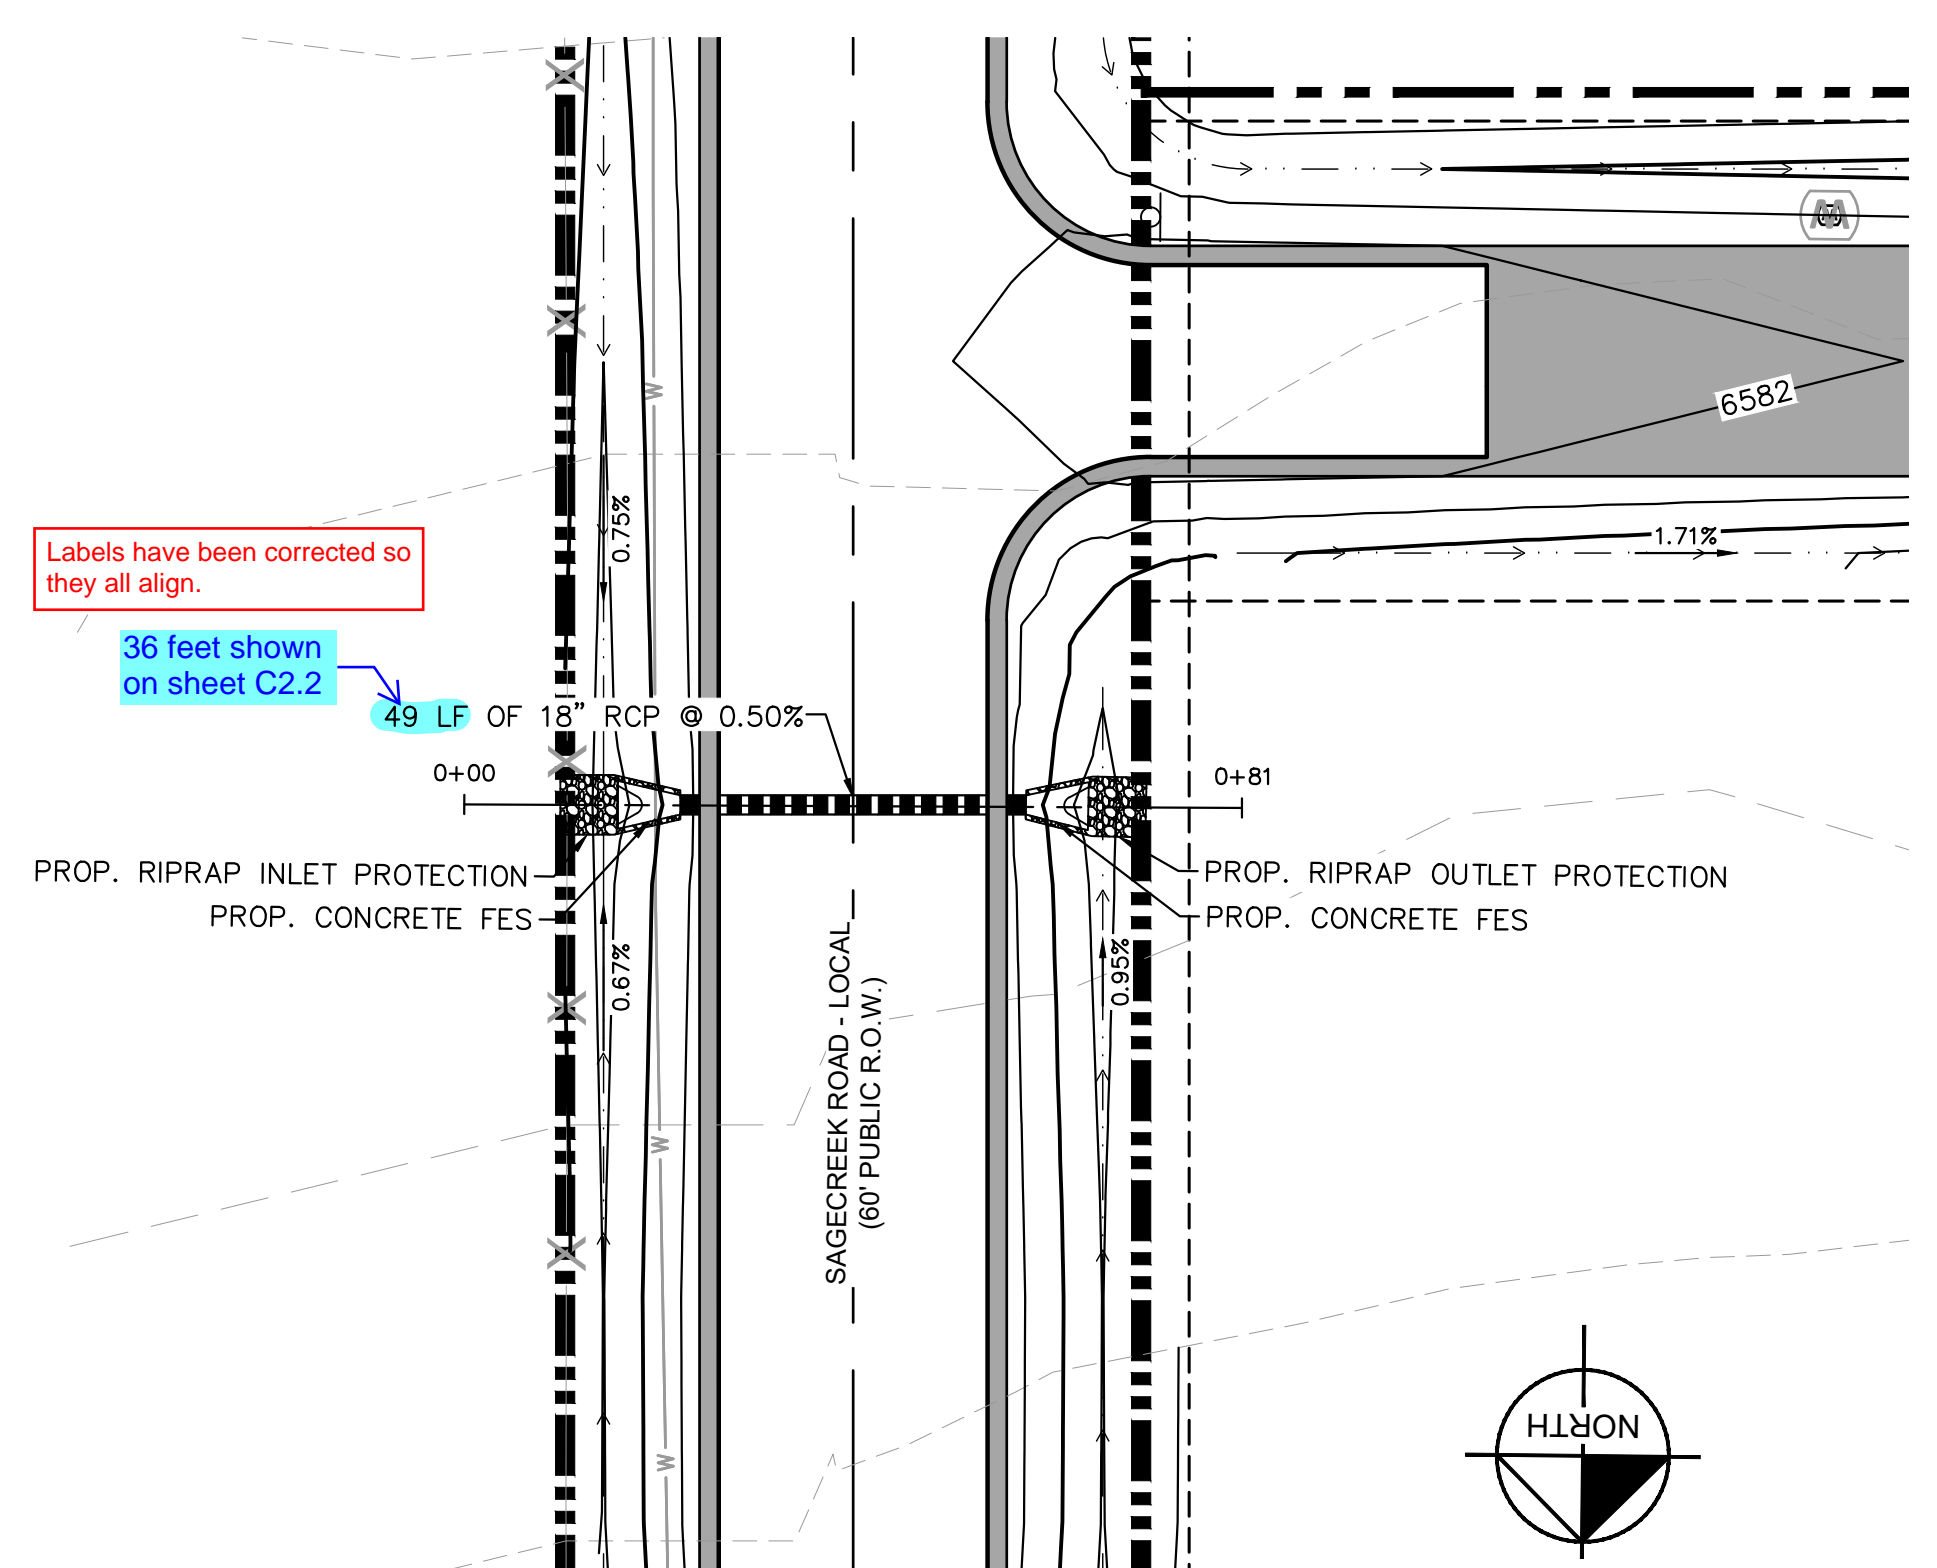 W
6582
0.75%
1.71%
Labels have been corrected so
they all align.
36 feet shown
on sheet C2.2
W
49 LF OF 18” RCP @ 0.50%
0+00
0+81
PROP. RIPRAP INLET PROTECTION
PROP. CONCRETE FES
PROP. RIPRAP OUTLET PROTECTION
PROP. CONCRETE FES
0.67%
0.95%
SAGECREEK ROAD - LOCAL
(60' PUBLIC R.O.W.)
W
W
NORTH